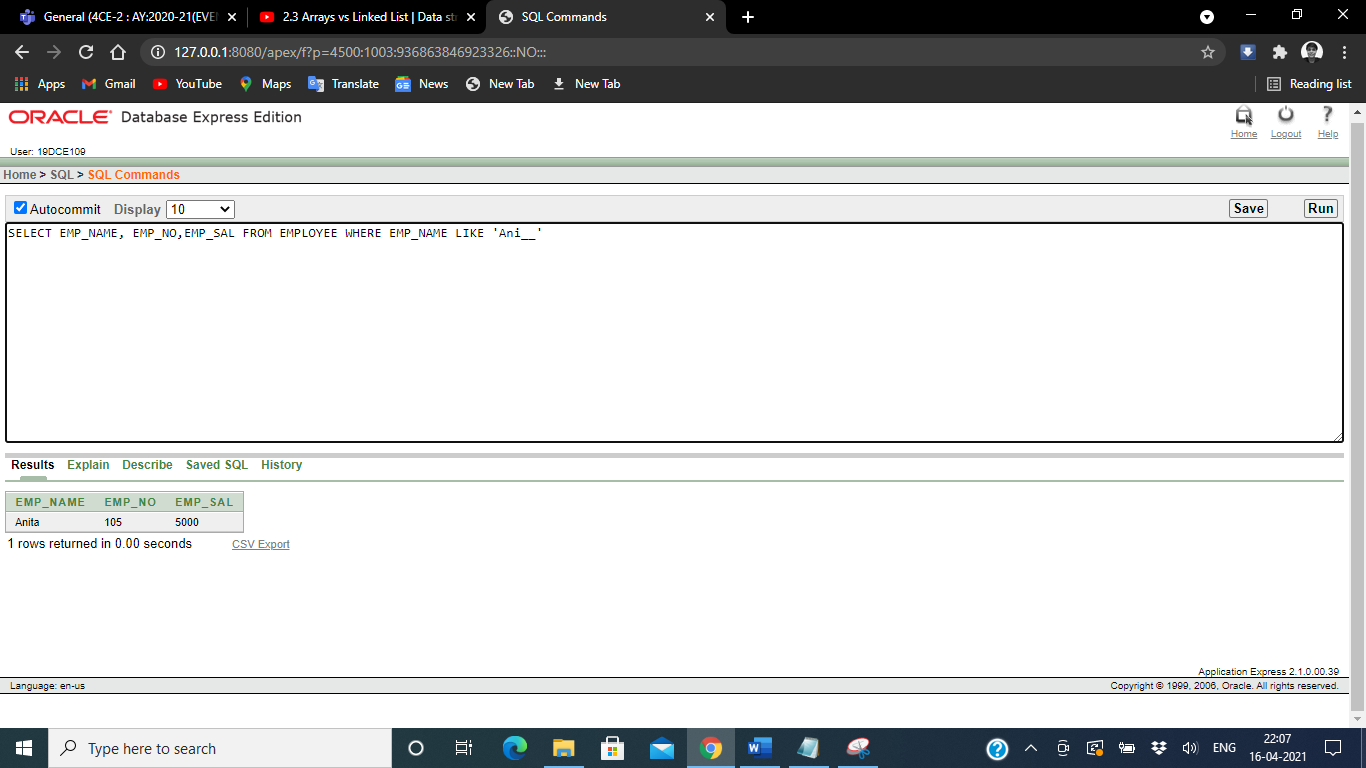 General (4CE-2 : AY:2020-21(EVE
2.3 Arrays vs Linked List | Data st
SQL Commands
127.0.0.1:8080/apex/f?p=4500:1003:936863846923326::NO:::
Apps Gmail YouTube Maps Translate News New Tab New Tab Reading list
ORACLE Database Express Edition
Home Logout Help
User: 19DCE109
Home > SQL > SQL Commands
Autocommit Display 10 Save Run
SELECT EMP_NAME, EMP_NO,EMP_SAL FROM EMPLOYEE WHERE EMP_NAME LIKE 'Ani__'
Results Explain Describe Saved SQL History
EMP_NAME EMP_NO EMP_SAL
Anita 105 5000
1 rows returned in 0.00 seconds CSV Export
Application Express 2.1.0.00.39
Language: en-us Copyright © 1999, 2006, Oracle. All rights reserved.
Type here to search
ENG
22:07
16-04-2021